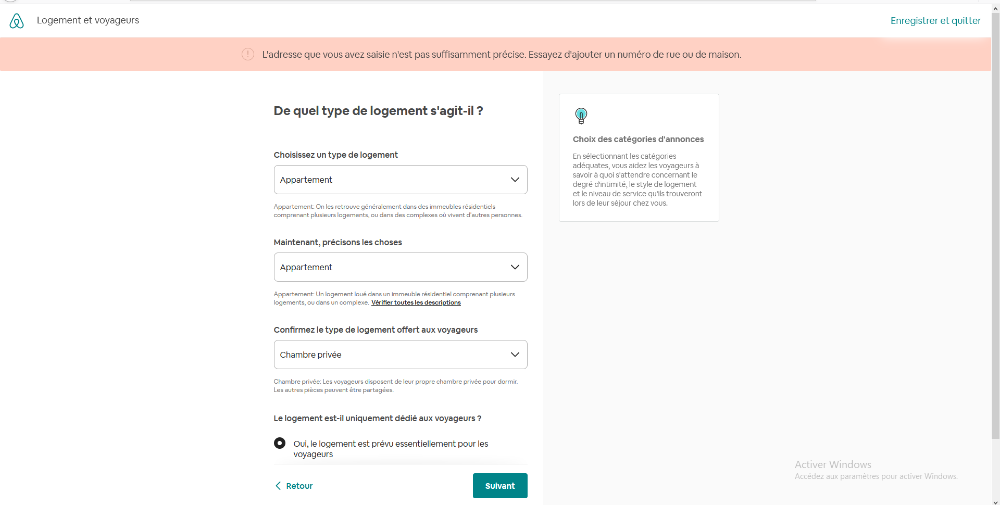 Logement et voyageurs
Enregistrer et quitter
L'adresse que vous avez saisie n'est pas suffisamment précise. Essayez d'ajouter un numéro de rue ou de maison.
De quel type de logement s'agit-il ?
Choisissez un type de logement
Appartement
Appartement: On les retrouve généralement dans des immeubles résidentiels
comprenant plusieurs logements, ou dans des complexes où vivent d'autres personnes.
Maintenant, précisons les choses
Appartement
Appartement: Un logement loué dans un immeuble résidentiel comprenant plusieurs
logements, ou dans un complexe. Vérifier toutes les descriptions
Confirmez le type de logement offert aux voyageurs
Chambre privée
Chambre privée: Les voyageurs disposent de leur propre chambre privée pour dormir.
Les autres pièces peuvent être partagées.
Le logement est-il uniquement dédié aux voyageurs ?
Oui, le logement est prévu essentiellement pour les
voyageurs
Retour
Suivant
Choix des catégories d'annonces
En sélectionnant les catégories
adéquates, vous aidez les voyageurs à
savoir à quoi s'attendre concernant le
degré d'intimité, le style de logement
et le niveau de service qu'ils trouveront
lors de leur séjour chez vous.
Activer Windows
Accédez aux paramètres pour activer Windows.